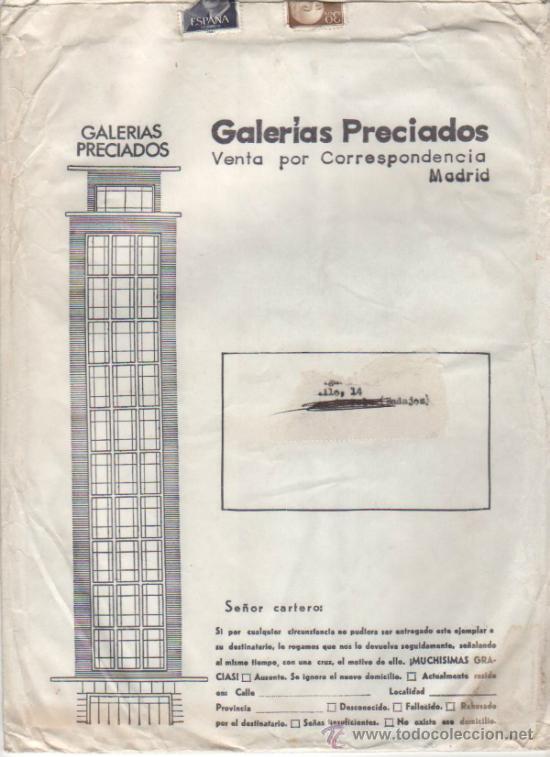 ESPAÑA
30
GALERIAS
PRECIADOS
Galerías Preciados
Venta por Correspondencia
Madrid
14
(Badajoz)
Señor cartero:
Si por cualquier circunstancia no pudiera ser entregado este ejemplar a
su destinatario, le rogamos que nos lo devuelva seguidamente, señalando
al mismo tiempo, con una cruz, el motivo de ello. ¡MUCHISIMAS GRA-
CIAS! □ Ausente. Se ignora el nuevo domicilio. □ Actualmente reside
en: Calle Localidad
Provincia □ Desconocido. □ Fallecido. □ Rehusado
por el destinatario. □ Señas insuficientes. □ No existe ese domicilio.
todocoleccion.net